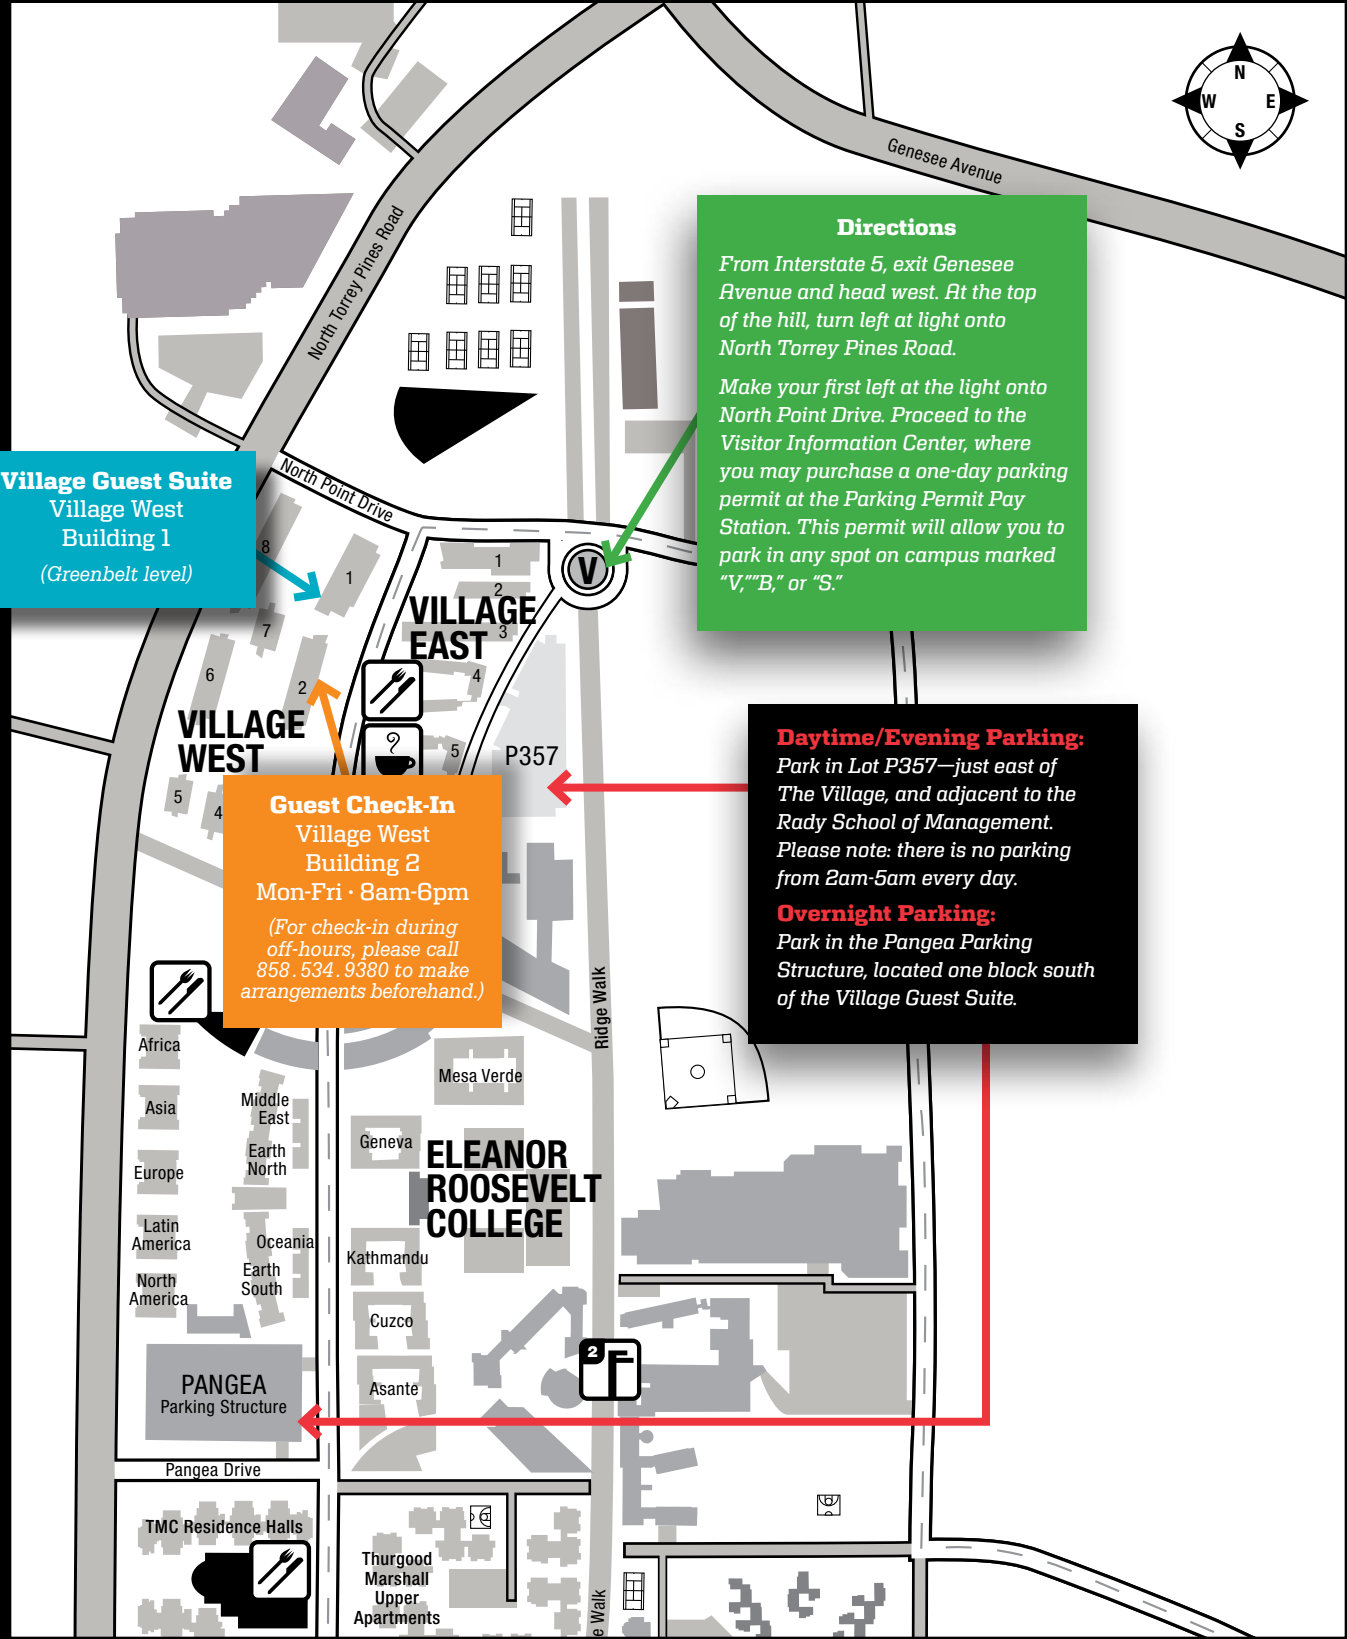 N
W E
S
Genesee Avenue
North Torrey Pines Road
Directions
From Interstate 5, exit Genesee
Avenue and head west. At the top
of the hill, turn left at light onto
North Torrey Pines Road.
Make your first left at the light onto
North Point Drive. Proceed to the
Visitor Information Center, where
you may purchase a one-day parking
permit at the Parking Permit Pay
Station. This permit will allow you to
park in any spot on campus marked
“V,”“B,” or “S.”
North Point Drive
Village Guest Suite
Village West
Building 1
(Greenbelt level)
8
1
7
6
2
VILLAGE
WEST
5
4
1
2
VILLAGE
3
EAST
4
5
V
P357
Guest Check-In
Village West
Building 2
Mon-Fri · 8am-6pm
(For check-in during
off-hours, please call
858.534.9380 to make
arrangements beforehand.)
Daytime/Evening Parking:
Park in Lot P357—just east of
The Village, and adjacent to the
Rady School of Management.
Please note: there is no parking
from 2am-5am every day.
Overnight Parking:
Park in the Pangea Parking
Structure, located one block south
of the Village Guest Suite.
Ridge Walk
Africa
Asia
Europe
Latin
America
North
America
Middle
East
Earth
North
Oceania
Earth
South
Mesa Verde
Geneva
ELEANOR
ROOSEVELT
COLLEGE
Kathmandu
Cuzco
Asante
2
PANGEA
Parking Structure
Pangea Drive
TMC Residence Halls
Thurgood
Marshall
Upper
Apartments
e Walk